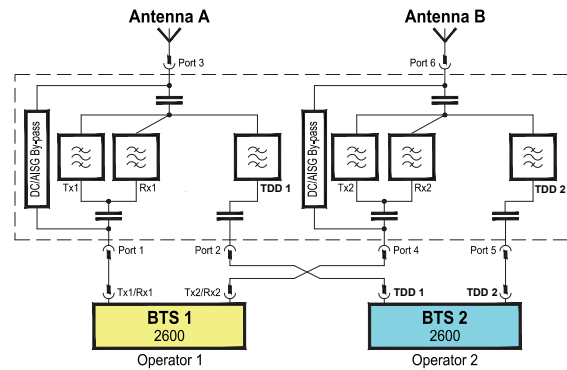 Antenna A
Antenna B
Port 3
Port 6
DC/AISG By-pass
Tx1
Rx1
TDD 1
DC/AISG By-pass
Tx2
Rx2
TDD 2
Port 1
Port 2
Port 4
Port 5
Tx1/Rx1
Tx2/Rx2
TDD 1
TDD 2
BTS 1
2600
BTS 2
2600
Operator 1
Operator 2